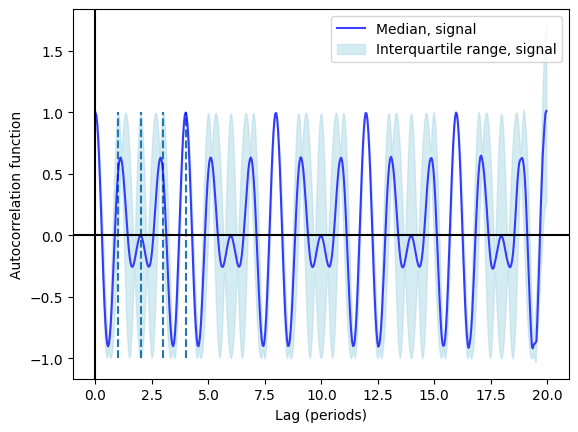 Median, signal
Interquartile range, signal
Autocorrelation function
1.5
1.0
0.5
0.0
−0.5
−1.0
0.0 2.5 5.0 7.5 10.0 12.5 15.0 17.5 20.0
Lag (periods)